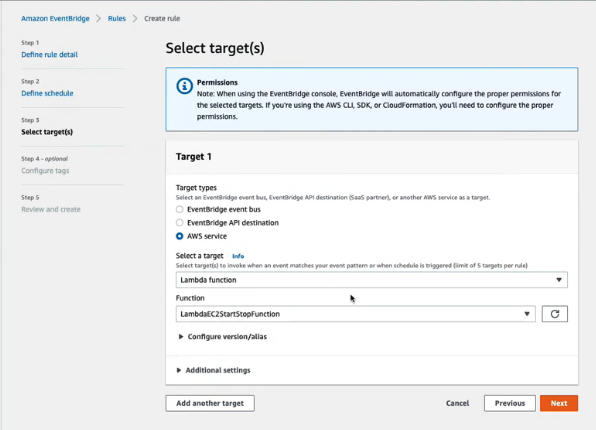 Amazon EventBridge > Rules > Create rule
Step 1
Define rule detail
Step 2
Define schedule
Step 3
Select target(s)
Step 4 - optional
Configure tags
Step 5
Review and create
Select target(s)
Permissions
Note: When using the EventBridge console, EventBridge will automatically configure the proper permissions for
the selected targets. If you're using the AWS CLI, SDK, or CloudFormation, you'll need to configure the proper
permissions.
Target 1
Target types
Select an EventBridge event bus, EventBridge API destination (SaaS partner), or another AWS service as a target.
EventBridge event bus
EventBridge API destination
AWS service
Select a target Info
Select target(s) to invoke when an event matches your event pattern or when schedule is triggered (limit of 5 targets per rule)
Lambda function
Function
LambdaEC2StartStopFunction
Configure version/alias
Additional settings
Add another target
Cancel
Previous
Next